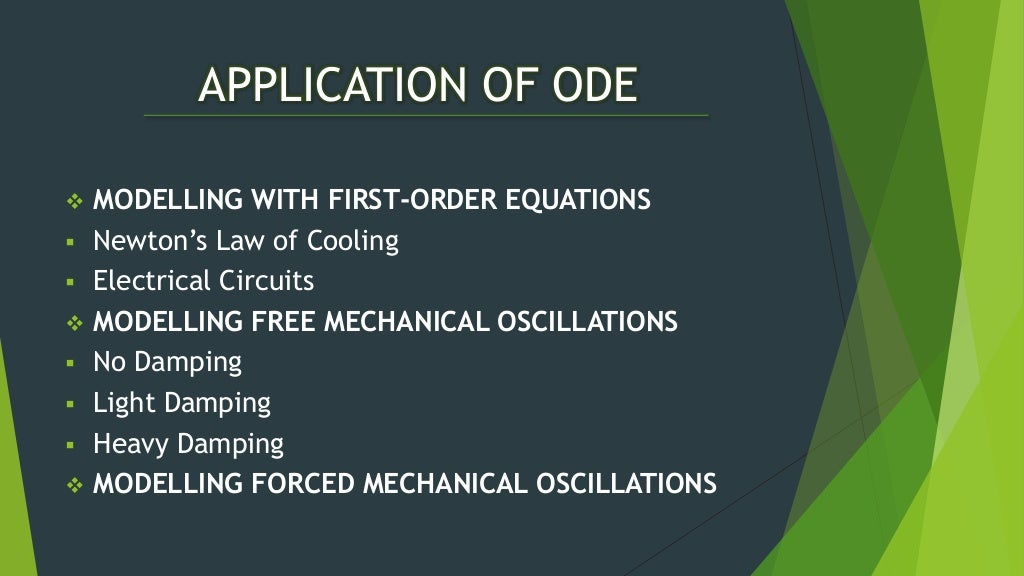 APPLICATION OF ODE
❖ MODELLING WITH FIRST-ORDER EQUATIONS
▪ Newton’s Law of Cooling
▪ Electrical Circuits
❖ MODELLING FREE MECHANICAL OSCILLATIONS
▪ No Damping
▪ Light Damping
▪ Heavy Damping
❖ MODELLING FORCED MECHANICAL OSCILLATIONS